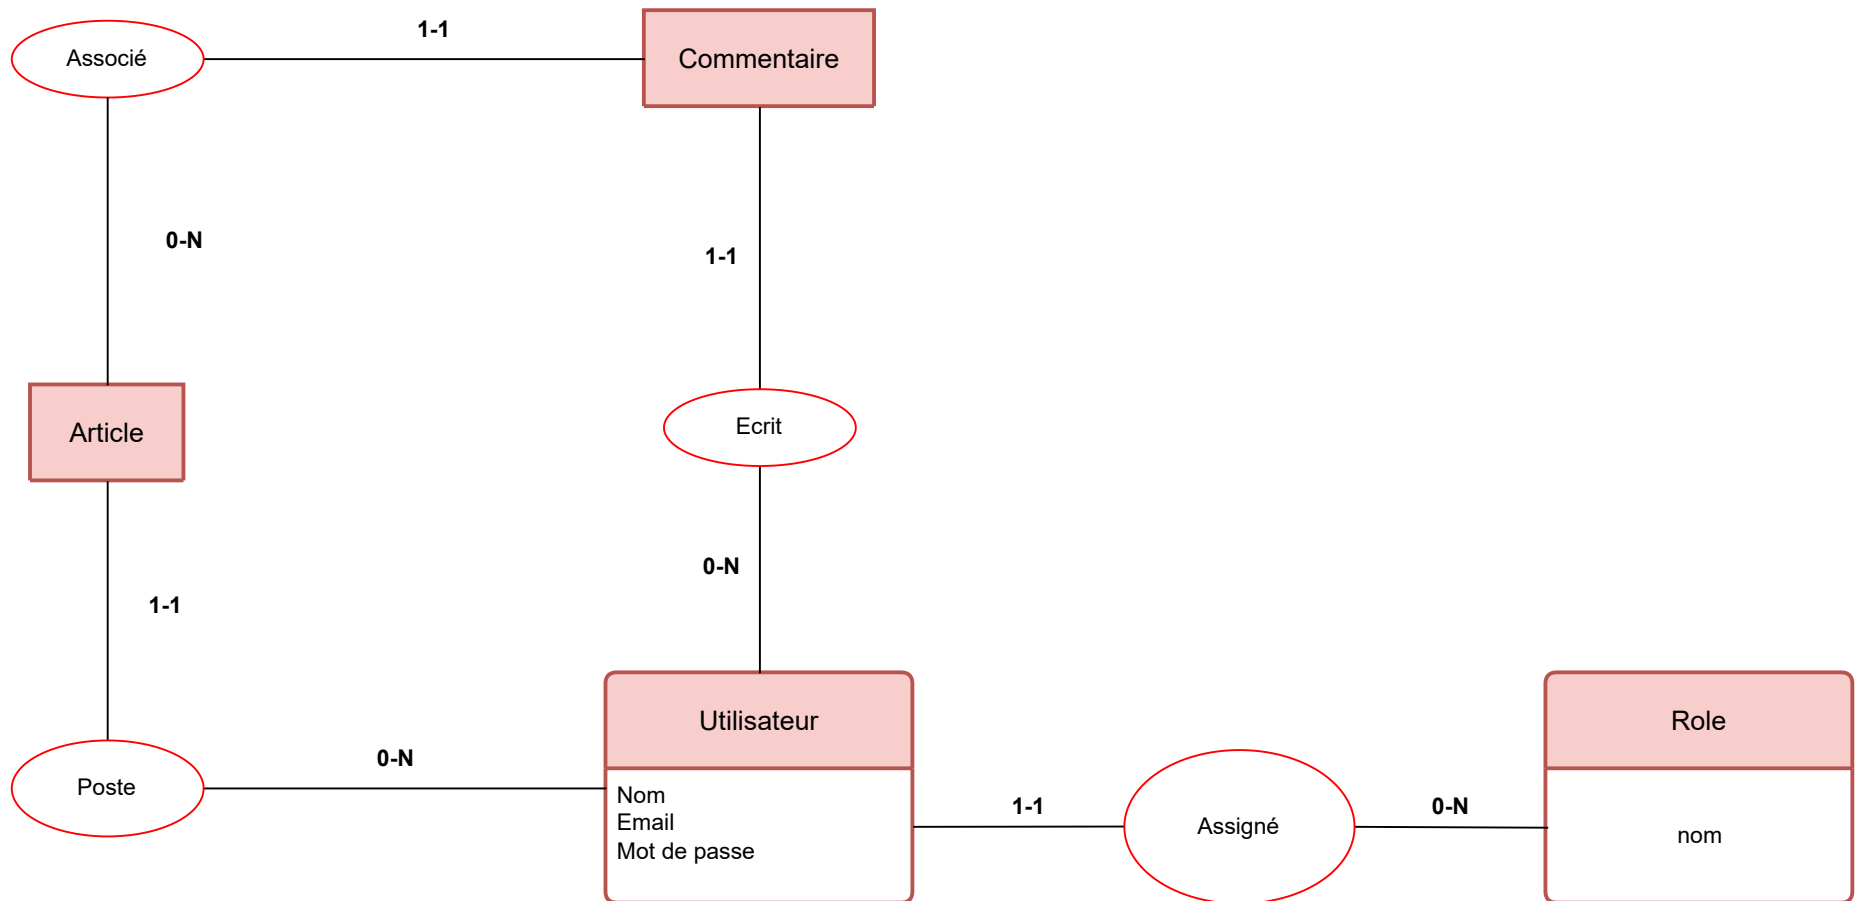 1-1
Associé
Commentaire
0-N
1-1
Article
Ecrit
0-N
1-1
Utilisateur
Role
0-N
Poste
Nom
Email
Mot de passe
1-1
Assigné
0-N
nom